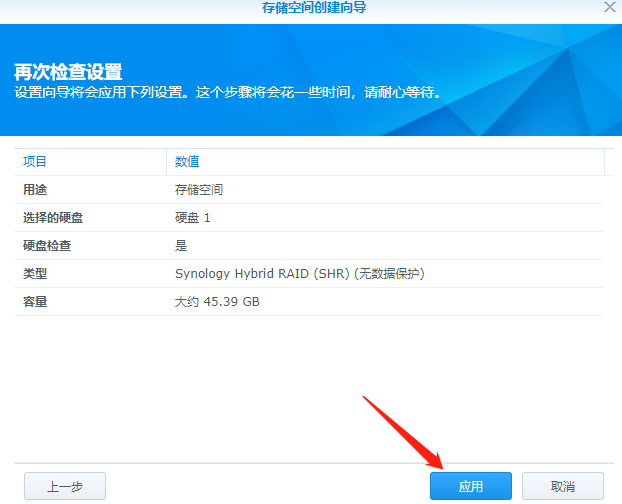 存储空间创建向导
再次检查设置
设置向导将会应用下列设置。这个步骤将会花一些时间，请耐心等待。
项目 数值
用途 存储空间
选择的硬盘 硬盘 1
硬盘检查 是
类型 Synology Hybrid RAID (SHR) (无数据保护)
容量 大约 45.39 GB
上一步 应用 取消